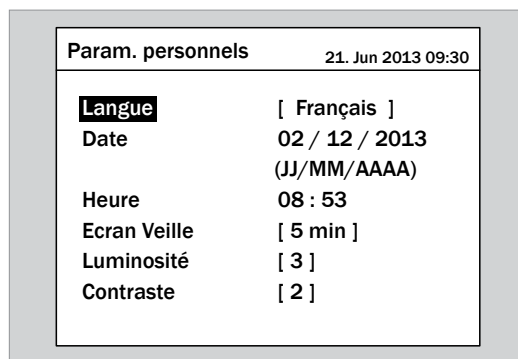 Param. personnels 21. Jun 2013 09:30
Langue [ Français ]
Date 02 / 12 / 2013
(JJ/MM/AAAA)
Heure 08 : 53
Ecran Veille [ 5 min ]
Luminosité [ 3 ]
Contraste [ 2 ]